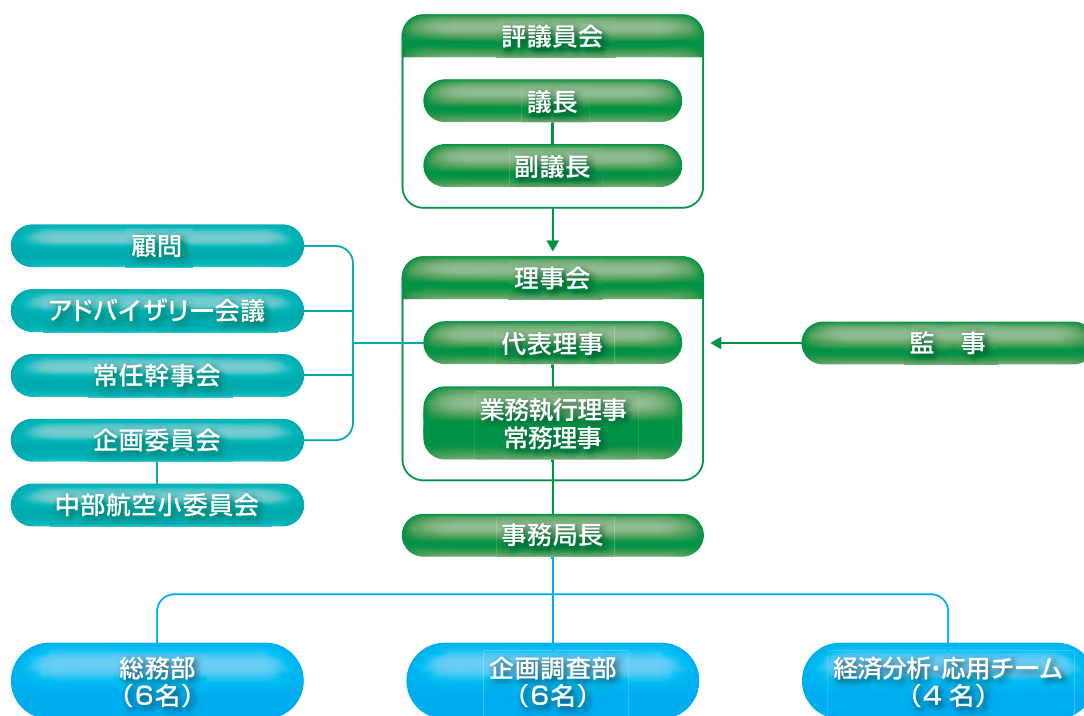 評議員会
議長
副議長
顧問
アドバイザリー会議
常任幹事会
企画委員会
中部航空小委員会
理事会
代表理事
業務執行理事
常務理事
監　事
事務局長
総務部
（6名）
企画調査部
（6名）
経済分析・応用チーム
（4 名）